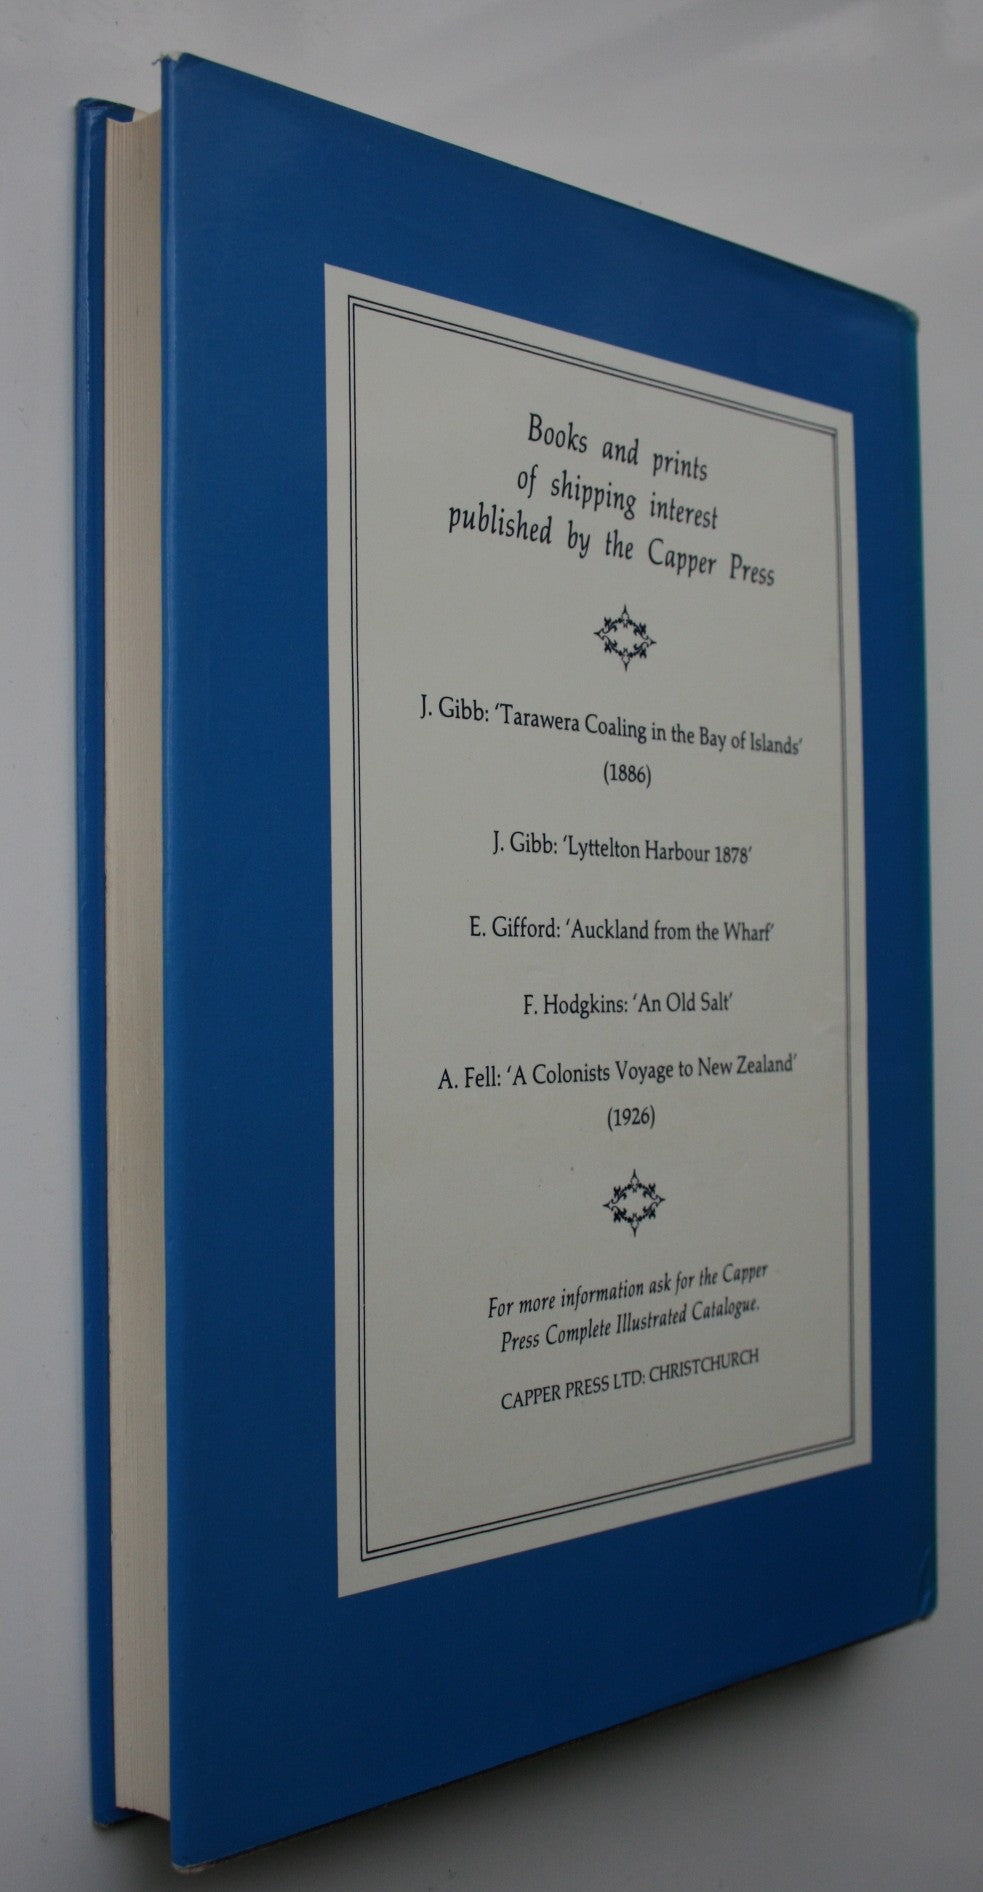 Books and prints
of shipping interest
published by the Capper Press
J. Gibb: ‘Tarawera Coaling in the Bay of Islands’
(1886)
J. Gibb: ‘Lyttelton Harbour 1878’
E. Gifford: ‘Auckland from the Wharf’
F. Hodgkins: ‘An Old Salt’
A. Fell: ‘A Colonists Voyage to New Zealand’
(1926)
For more information ask for the Capper
Press Complete Illustrated Catalogue.
CAPPER PRESS LTD: CHRISTCHURCH